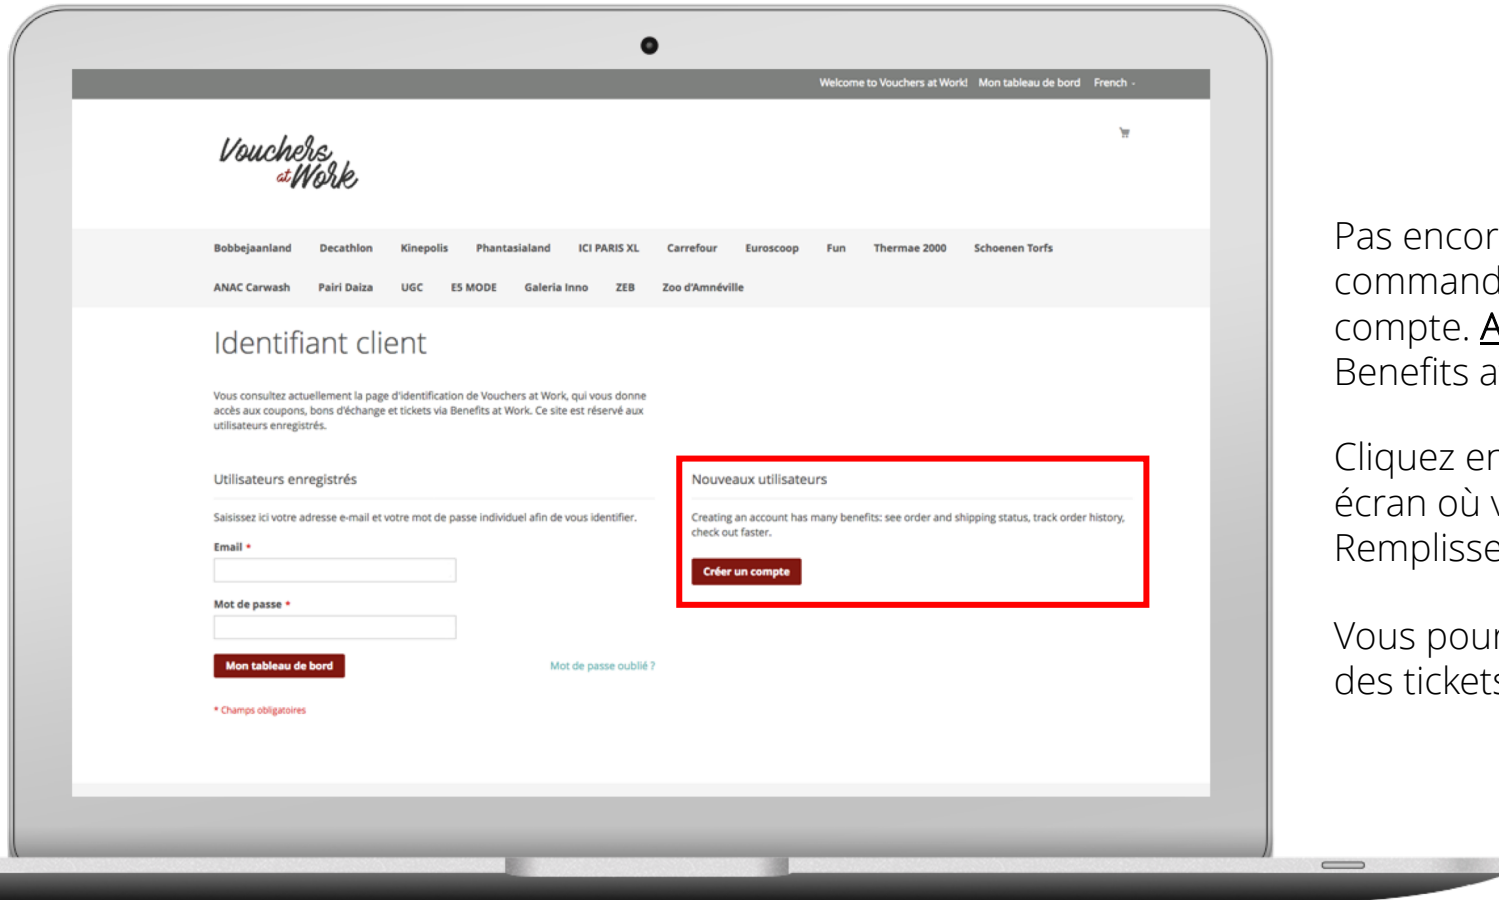 Welcome to Vouchers at Work! Mon tableau de bord French
Vouchers
at Work
Bobbejaanland Decathlon Kinepolis Phantasialand ICI PARIS XL Carrefour Euroscoop Fun Thermae 2000 Schoenen Torfs
ANAC Carwash Pairi Daiza UGC E5 MODE Galeria Inno ZEB Zoo d'Amnéville
Identifiant client
Vous consultez actuellement la page d'identification de Vouchers at Work, qui vous donne
accès aux coupons, bons d'échange et tickets via Benefits at Work. Ce site est réservé aux
utilisateurs enregistrés.
Utilisateurs enregistrés
Saisissez ici votre adresse e-mail et votre mot de passe individuel afin de vous identifier.
Email *
Mot de passe *
Mon tableau de bord
Mot de passe oublié ?
* Champs obligatoires
Nouveaux utilisateurs
Creating an account has many benefits: see order and shipping status, track order history,
check out faster.
Créer un compte
Pas encor
command
compte. A
Benefits a
Cliquez en
écran où v
Remplisse
Vous pour
des tickets